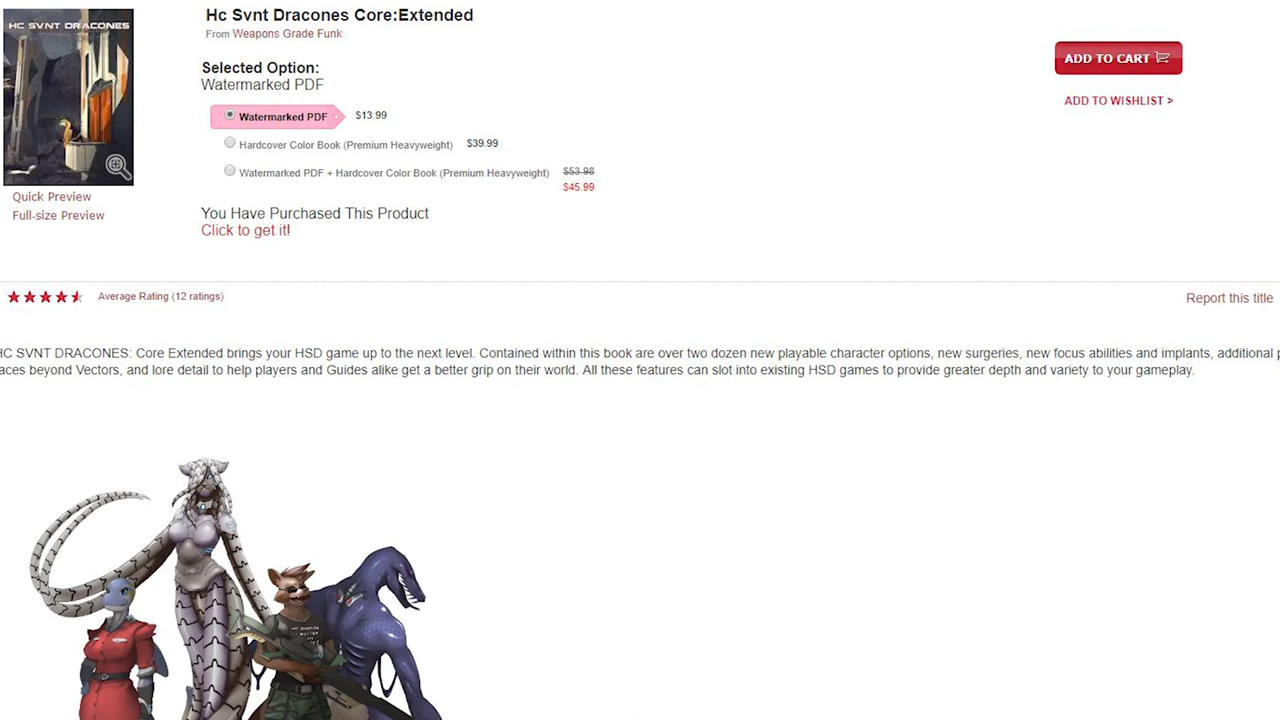 HC SVNT DRACONES
Hc Svnt Dracones Core:Extended
From Weapons Grade Funk
Selected Option:
Watermarked PDF
Watermarked PDF $13.99
Hardcover Color Book (Premium Heavyweight) $39.99
Watermarked PDF + Hardcover Color Book (Premium Heavyweight) $53.98
$45.99
Quick Preview
Full-size Preview
You Have Purchased This Product
Click to get it!
ADD TO CART
ADD TO WISHLIST >
Average Rating (12 ratings)
Report this title
HC SVNT DRACONES: Core Extended brings your HSD game up to the next level. Contained within this book are over two dozen new playable character options, new surgeries, new focus abilities and implants, additional p
aces beyond Vectors, and lore detail to help players and Guides alike get a better grip on their world. All these features can slot into existing HSD games to provide greater depth and variety to your gameplay.